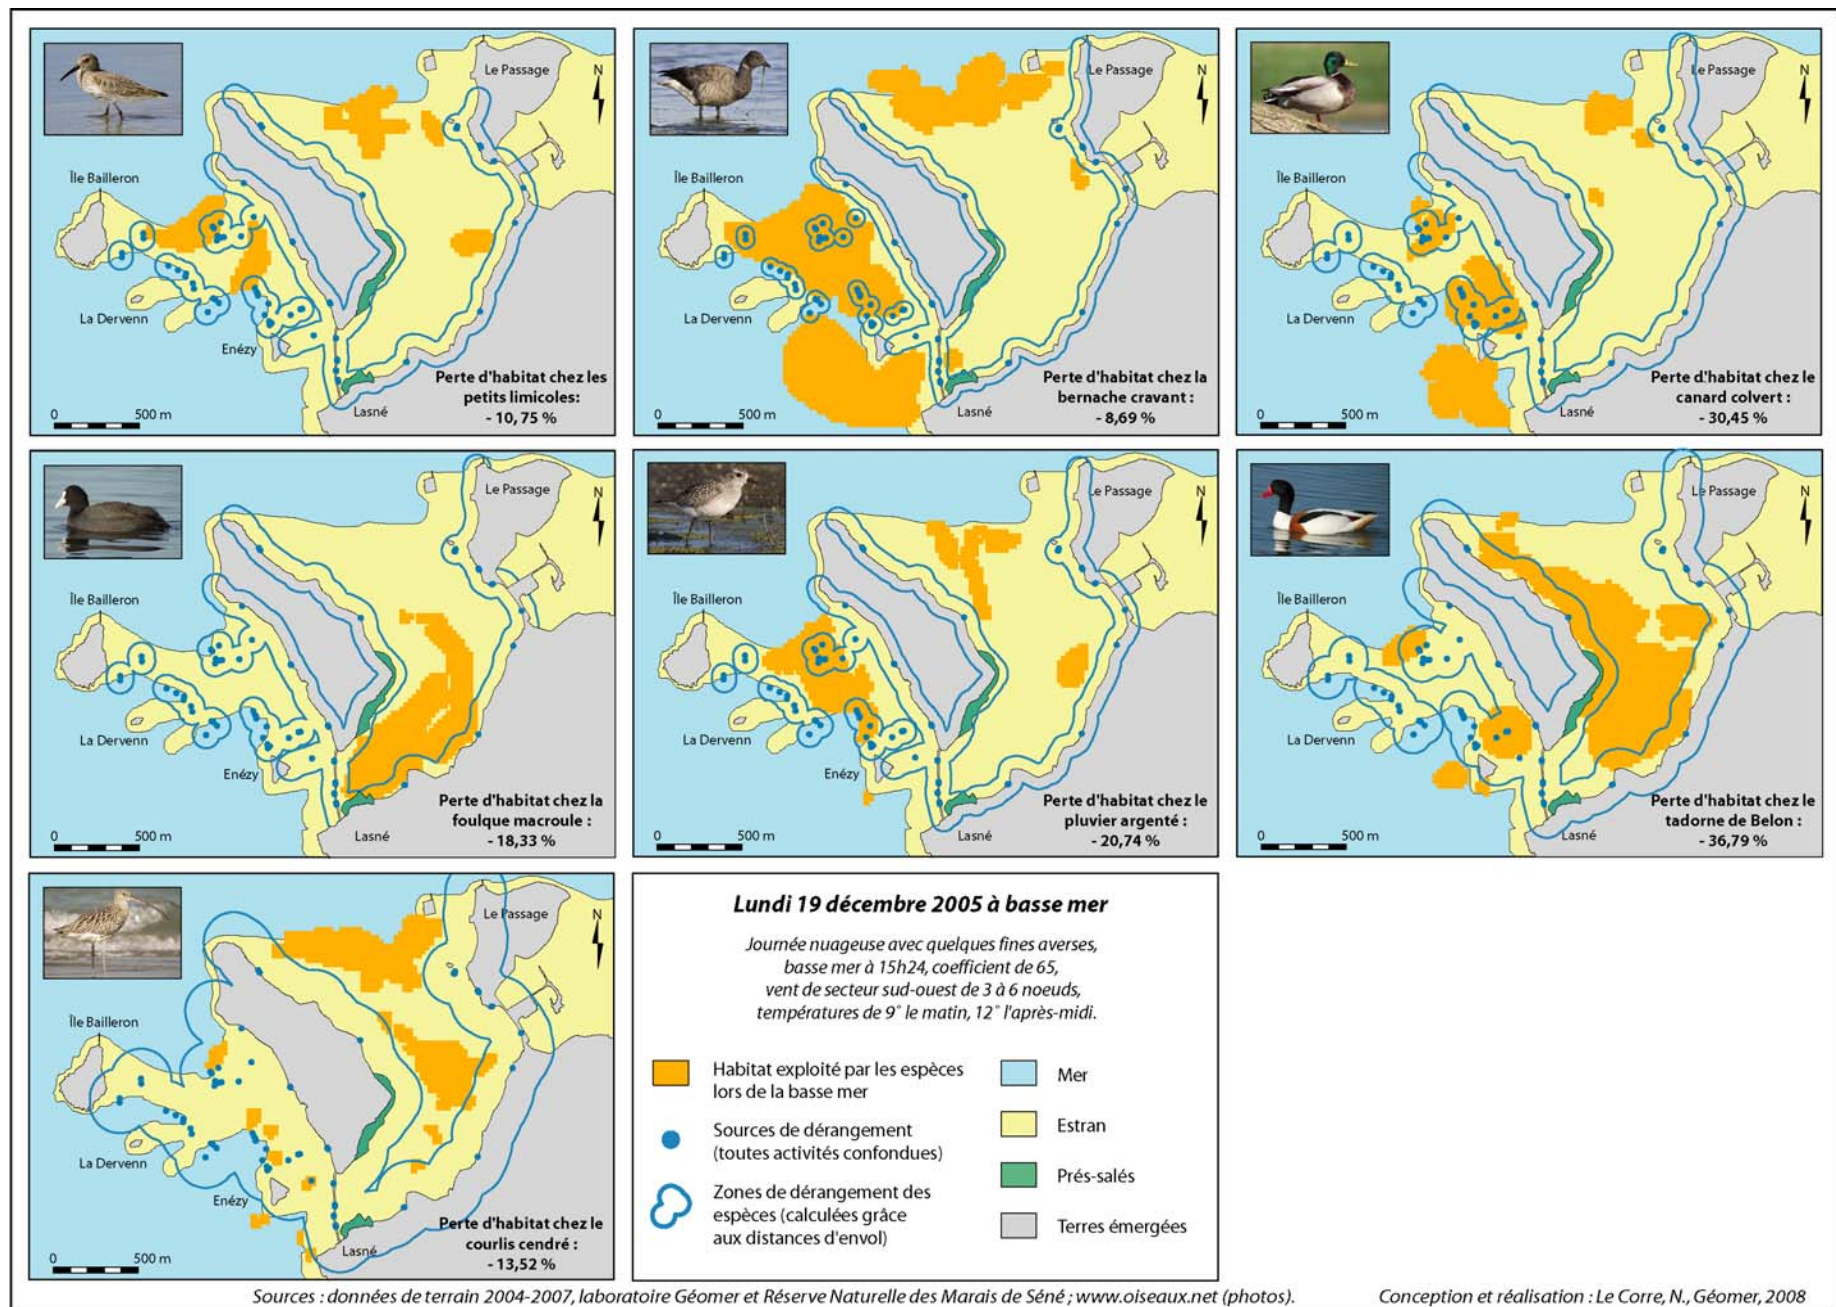 Île Bailleron
La Dervenn
Enézy
Lasné
Le Passage
N
0 500 m
Perte d'habitat chez les
petits limicoles:
- 10, 75 %
Île Bailleron
La Dervenn
Lasné
Le Passage
N
0 500 m
Perte d'habitat chez la
bernache cravant :
- 8,69 %
Île Bailleron
La Dervenn
Lasné
Le Passage
N
0 500 m
Perte d'habitat chez le
canard colvert :
- 30,45 %
Île Bailleron
La Dervenn
Enézy
Lasné
Le Passage
N
0 500 m
Perte d'habitat chez la
foulque macroule :
- 18,33 %
Île Bailleron
La Dervenn
Enézy
Lasné
Le Passage
N
0 500 m
Perte d'habitat chez le
pluvier argenté :
- 20,74 %
Île Bailleron
La Dervenn
Lasné
Le Passage
N
0 500 m
Perte d'habitat chez le
tadorne de Belon :
- 36,79 %
Île Bailleron
La Dervenn
Enézy
Lasné
Le Passage
N
0 500 m
Perte d'habitat chez le
courlis cendré :
- 13,52 %
Lundi 19 décembre 2005 à basse mer
Journée nuageuse avec quelques fines averses,
basse mer à 15h24, coefficient de 65,
vent de secteur sud-ouest de 3 à 6 noeuds,
températures de 9˚ le matin, 12˚ l'après-midi.
Habitat exploité par les espèces
lors de la basse mer
Sources de dérangement
(toutes activités confondues)
Zones de dérangement des
espèces (calculées grâce
aux distances d'envol)
Mer
Estran
Prés-salés
Terres émergées
Sources : données de terrain 2004-2007, laboratoire Géomer et Réserve Naturelle des Marais de Séné ; www.oiseaux.net (photos).
Conception et réalisation : Le Corre, N., Géomer, 2008